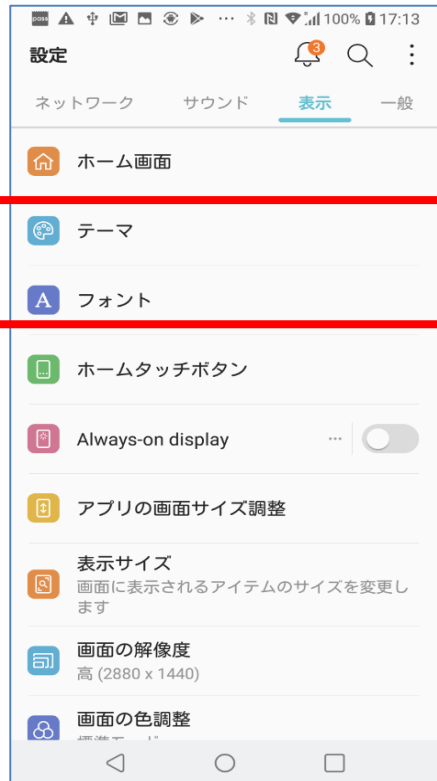 100% 17:13
設定
3
ネットワーク サウンド 表示 一般
ホーム画面
テーマ
A フォント
ホームタッチボタン
Always-on display
アプリの画面サイズ調整
表示サイズ
画面に表示されるアイテムのサイズを変更し
ます
画面の解像度
高 (2880 x 1440)
画面の色調整